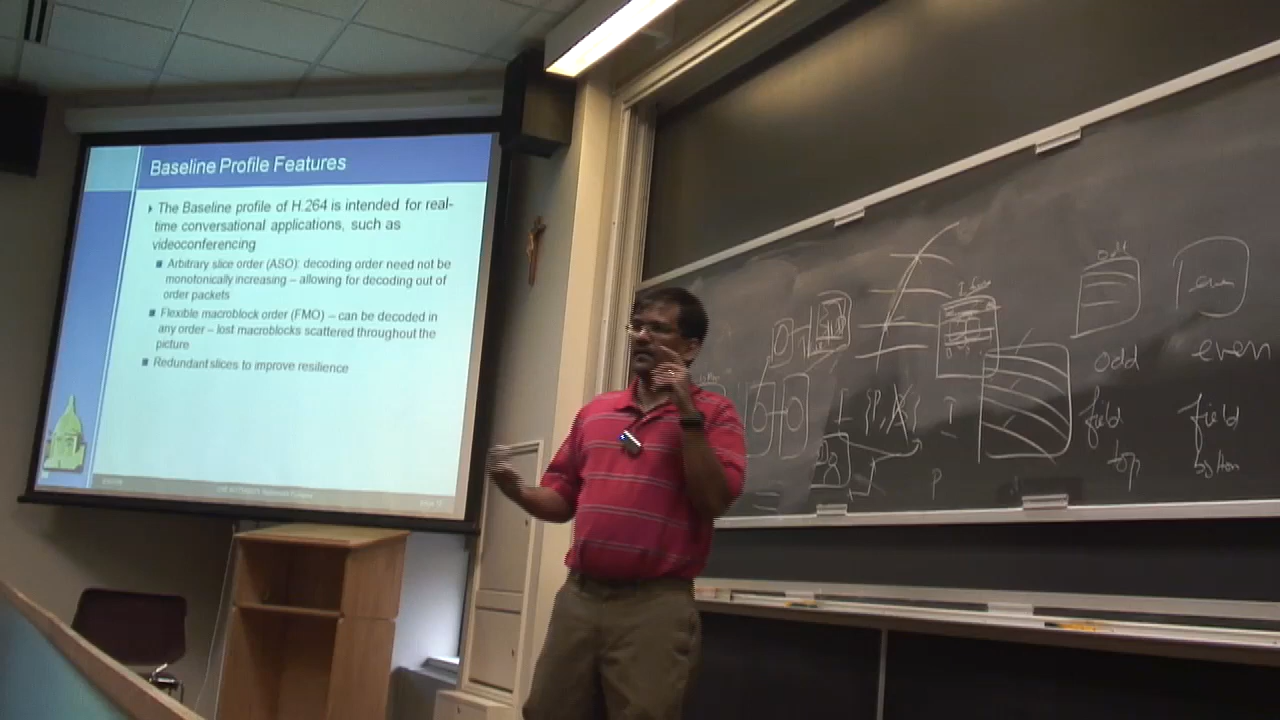 Baseline Profile Features
The Baseline profile of H.264 is intended for real-
time conversational applications, such as
videoconferencing
Arbitrary slice order (ASO): decoding order need not be
monotonically increasing – allowing for decoding out of
order packets
Flexible macroblock order (FMO) – can be decoded in
any order – lost macroblocks scattered throughout the
picture
Redundant slices to improve resilience
odd
even
odd even
field field
top
I
P